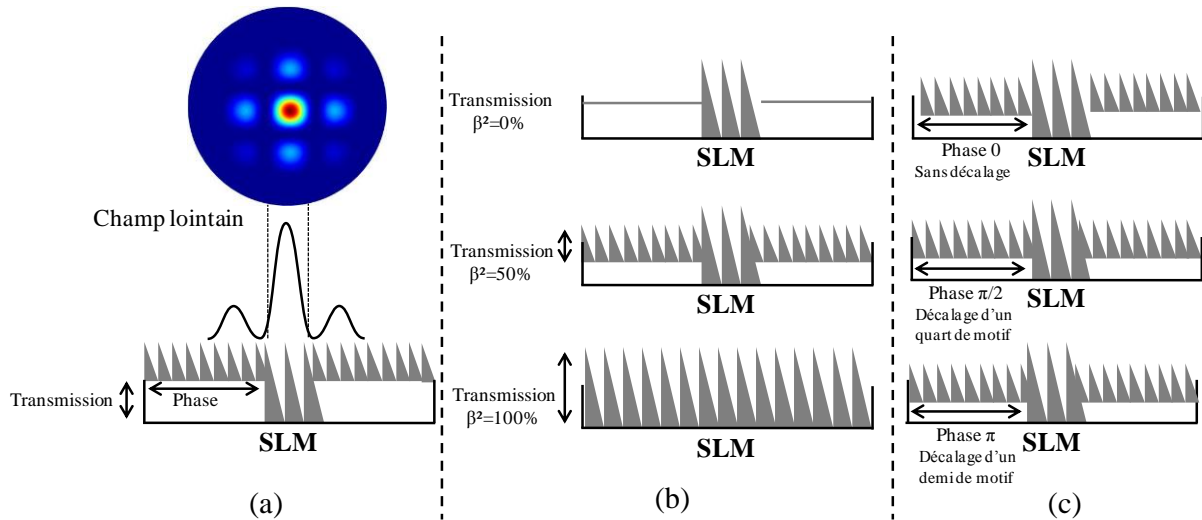 Champ lointain
Transmission
Phase
SLM
(a)
Transmission
β²=0%
SLM
Transmission
β²=50%
SLM
Transmission
β²=100%
SLM
(b)
Phase 0
Sans décalage
SLM
Phase π/2
Décalage d'un
quart de motif
SLM
Phase π
Décalage d'un
demi de motif
SLM
(c)